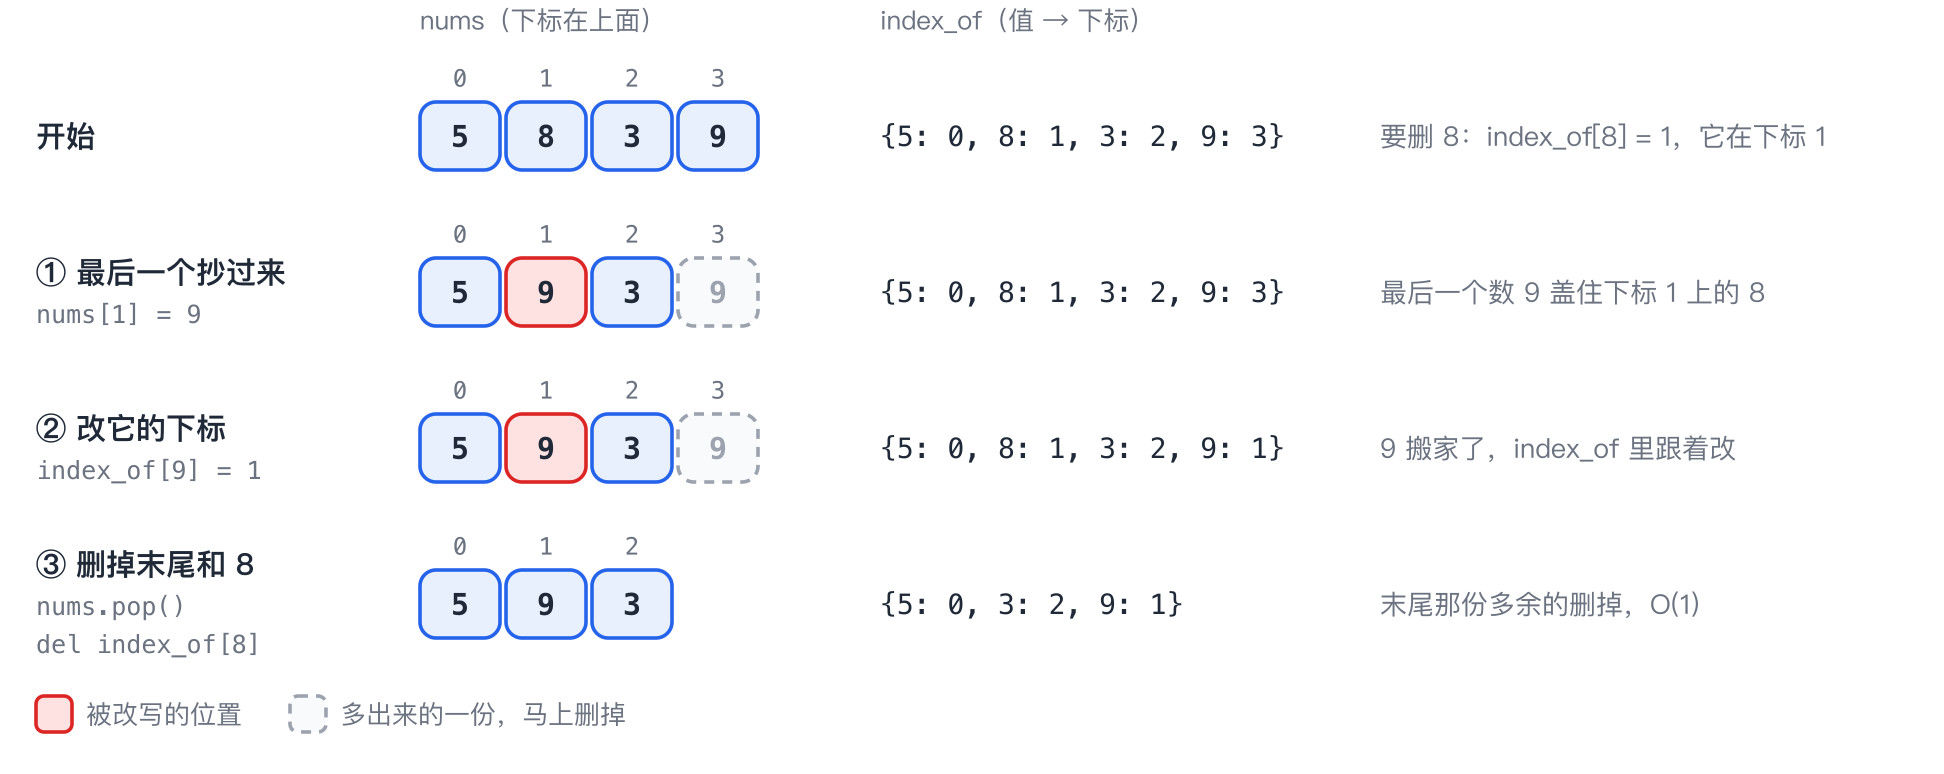 nums（下标在上面）
index_of（值 → 下标）
0 1 2 3
开始
5 8 3 9
{5: 0, 8: 1, 3: 2, 9: 3}
要删 8：index_of[8] = 1，它在下标 1
0 1 2 3
① 最后一个抄过来
nums[1] = 9
5 9 3 9
{5: 0, 8: 1, 3: 2, 9: 3}
最后一个数 9 盖住下标 1 上的 8
0 1 2 3
② 改它的下标
index_of[9] = 1
5 9 3 9
{5: 0, 8: 1, 3: 2, 9: 1}
9 搬家了，index_of 里跟着改
0 1 2
③ 删掉末尾和 8
nums.pop()
del index_of[8]
5 9 3
{5: 0, 3: 2, 9: 1}
末尾那份多余的删掉，O(1)
被改写的位置
多出来的一份，马上删掉